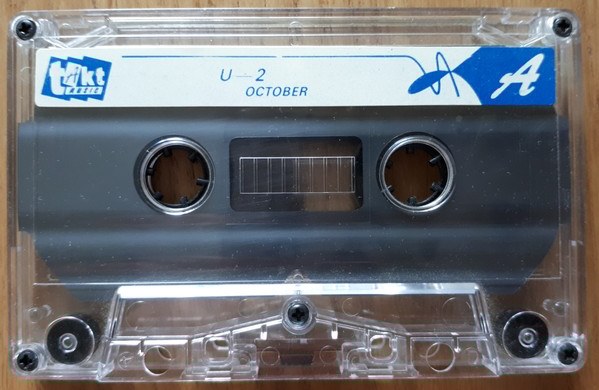 takt
MUSIC
U-2
OCTOBER
A